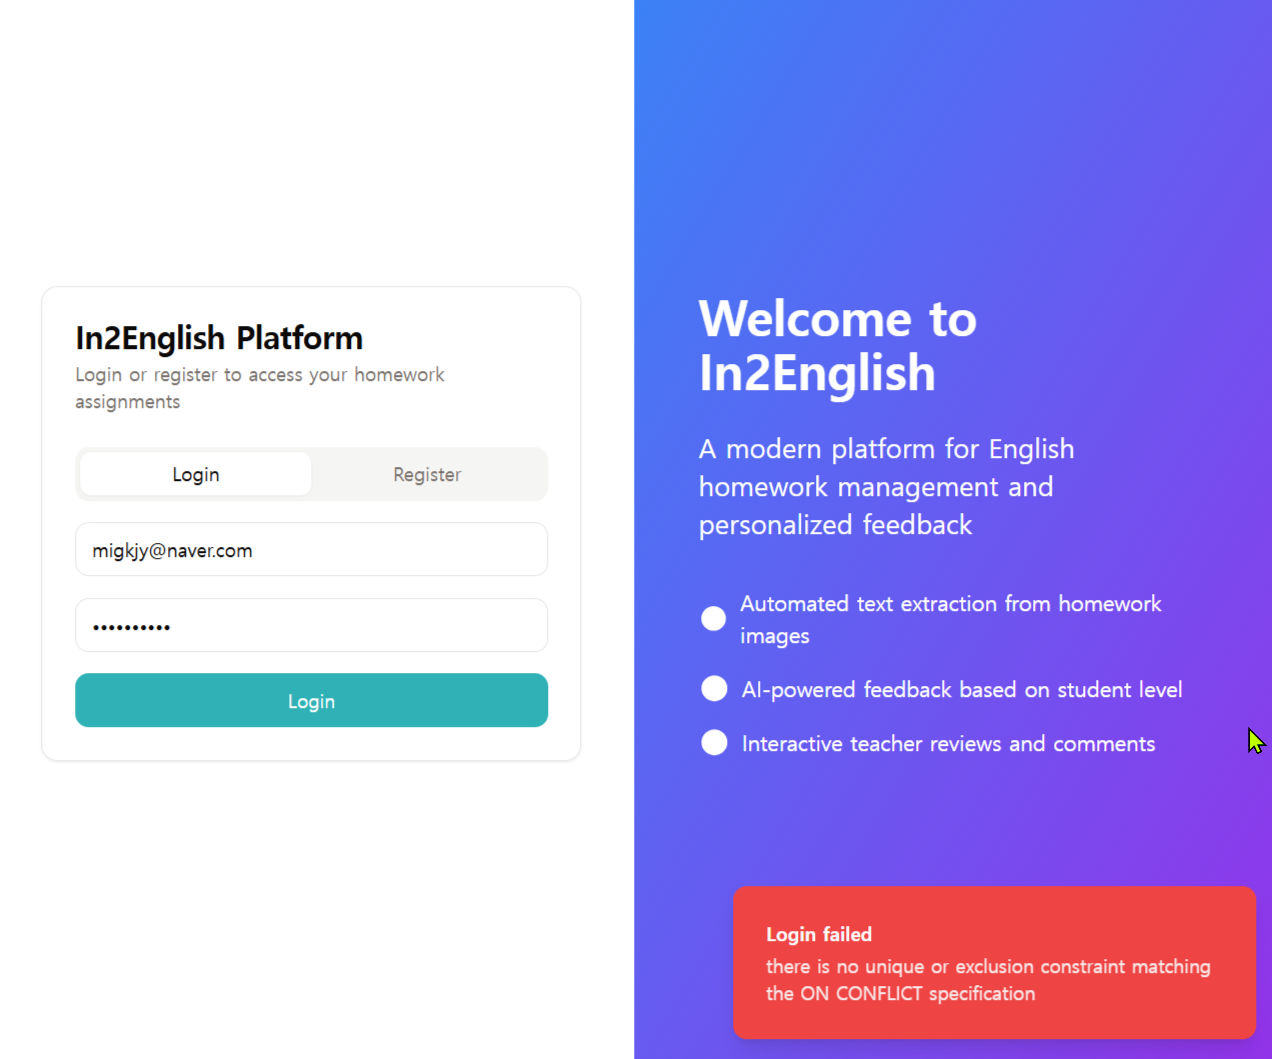 In2English Platform
Login or register to access your homework
assignments
Login
Register
migkjy@naver.com
••••••••••
Login
Welcome to
In2English
A modern platform for English
homework management and
personalized feedback
Automated text extraction from homework
images
AI-powered feedback based on student level
Interactive teacher reviews and comments
Login failed
there is no unique or exclusion constraint matching
the ON CONFLICT specification